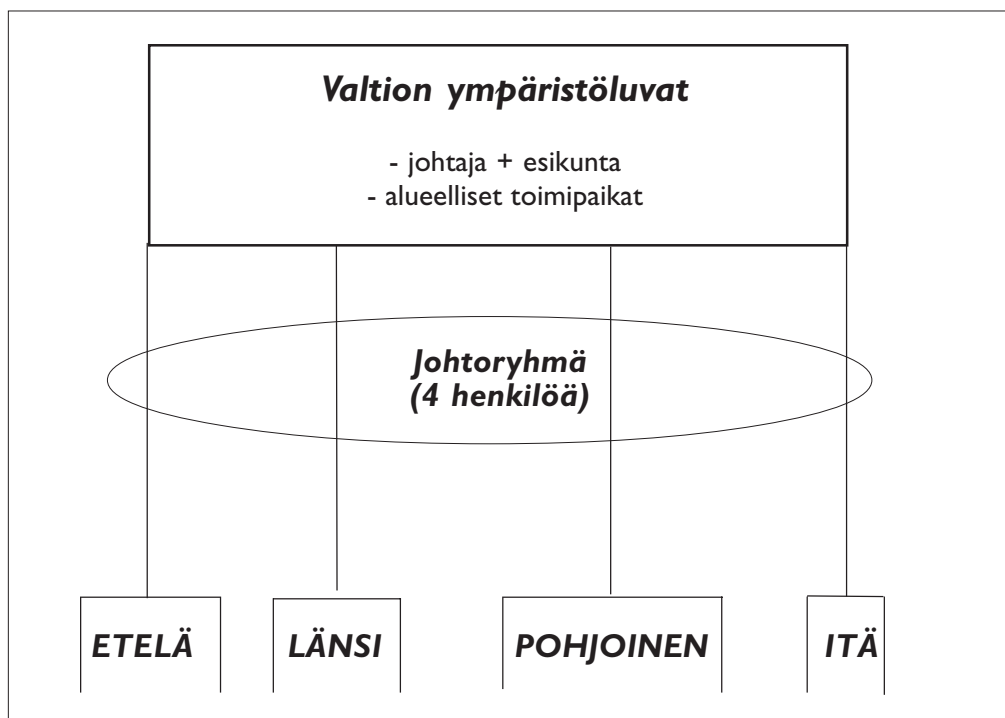 Valtion ympäristöluvat
- johtaja + esikunta
- alueelliset toimipaikat
Johtoryhmä
(4 henkilöä)
ETELÄ LÄNSI POHJOINEN ITÄ